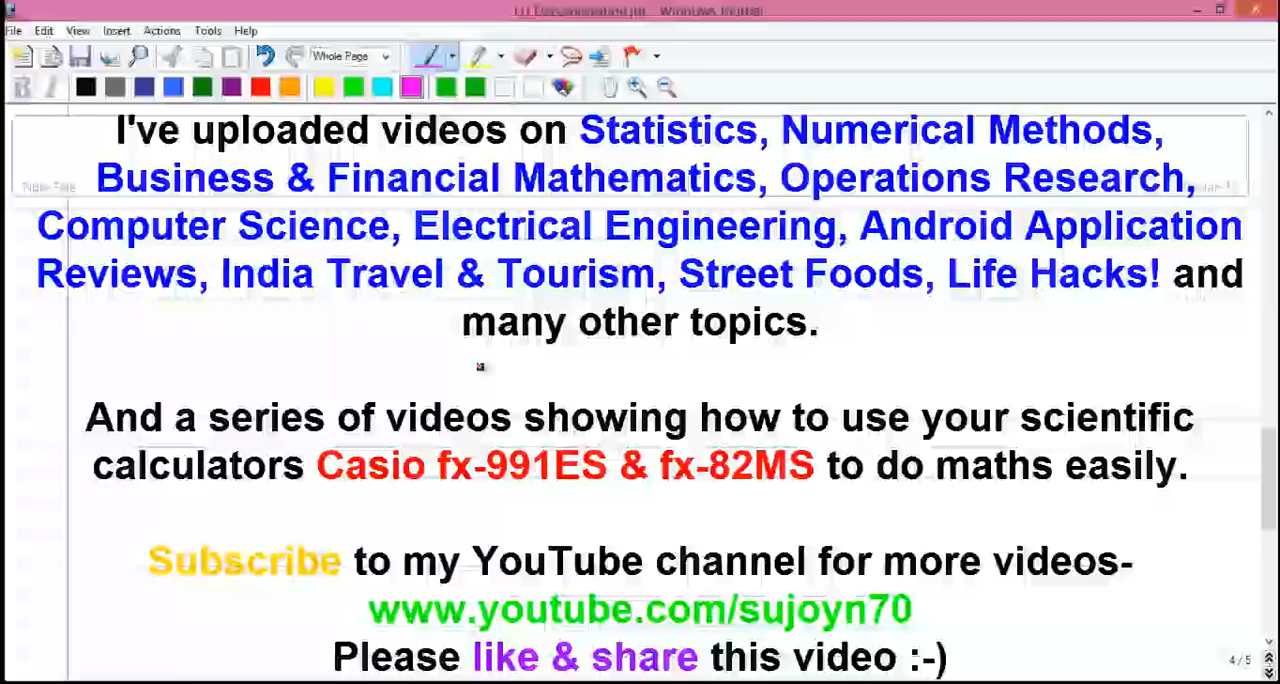 Windows Journal
File Edit View Insert Actions Tools Help
Whole Page
B I
I've uploaded videos on Statistics, Numerical Methods,
Business & Financial Mathematics, Operations Research,
Computer Science, Electrical Engineering, Android Application
Reviews, India Travel & Tourism, Street Foods, Life Hacks! and
many other topics.
And a series of videos showing how to use your scientific
calculators Casio fx-991ES & fx-82MS to do maths easily.
Subscribe to my YouTube channel for more videos-
www.youtube.com/sujoyn70
Please like & share this video :-)
4/5